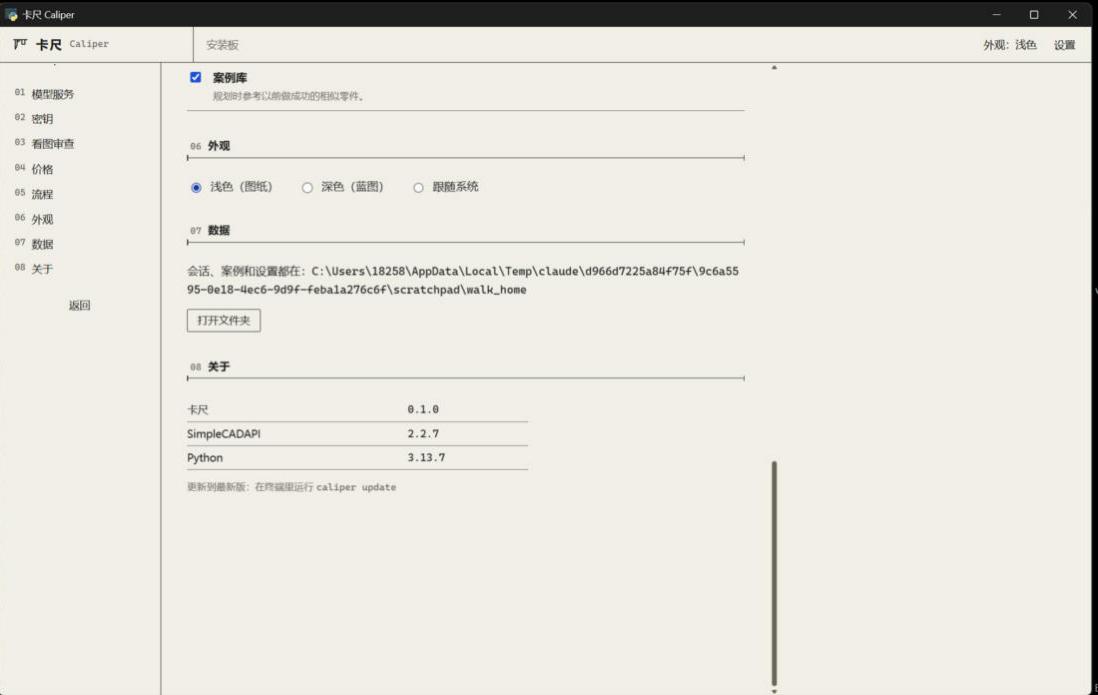 卡尺 Caliper
卡尺 Caliper
安装板
外观：浅色 设置
01 模型服务
02 密钥
03 看图审查
04 价格
05 流程
06 外观
07 数据
08 关于
返回
案例库
规划时参考以前做成功的相似零件。
06 外观
浅色（图纸） 深色（蓝图） 跟随系统
07 数据
会话、案例和设置都在：C:\Users\18258\AppData\Local\Temp\claude\d966d7225a84f75f\9c6a55
95-0e18-4ec6-9d9f-feba1a276c6f\scratchpad\walk_home
打开文件夹
08 关于
卡尺 0.1.0
SimpleCADAPI 2.2.7
Python 3.13.7
更新到最新版：在终端里运行 caliper update